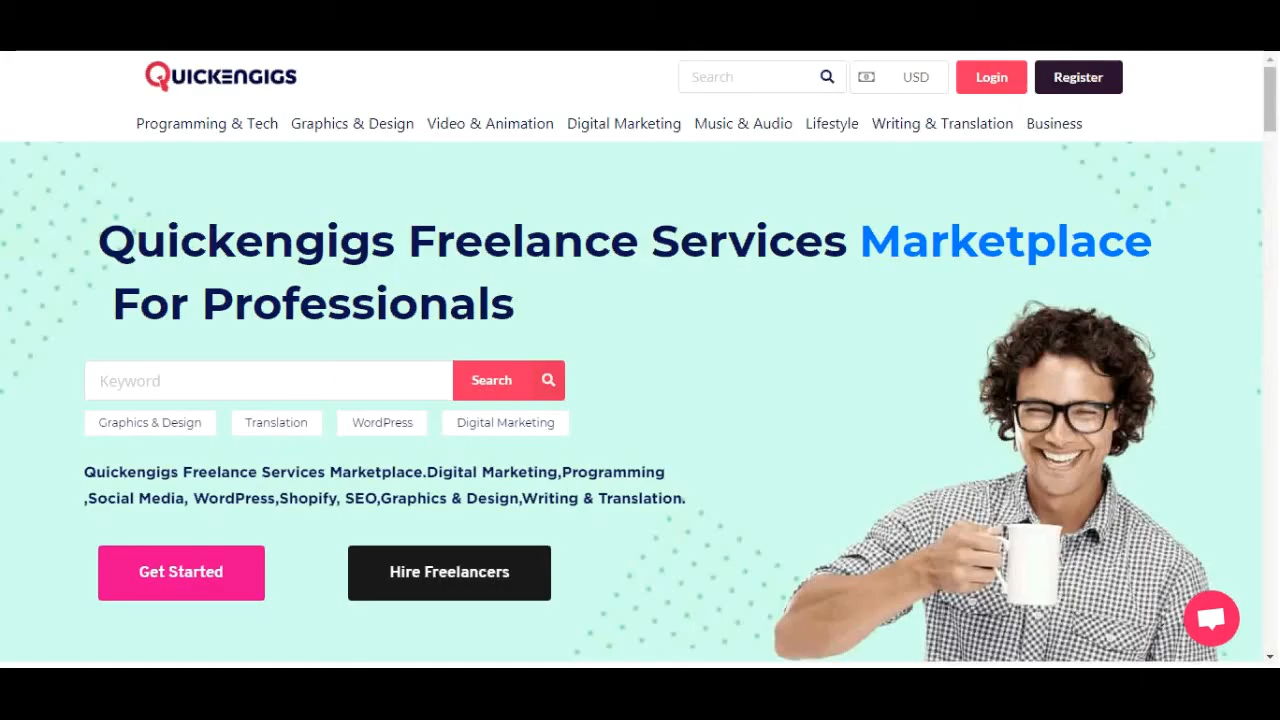 QUICKENGIGS
Search
USD
Login
Register
Programming & Tech Graphics & Design Video & Animation Digital Marketing Music & Audio Lifestyle Writing & Translation Business
Quickengigs Freelance Services Marketplace
For Professionals
Keyword
Search
Graphics & Design
Translation
WordPress
Digital Marketing
Quickengigs Freelance Services Marketplace.Digital Marketing,Programming
,Social Media, WordPress,Shopify, SEO,Graphics & Design,Writing & Translation.
Get Started
Hire Freelancers